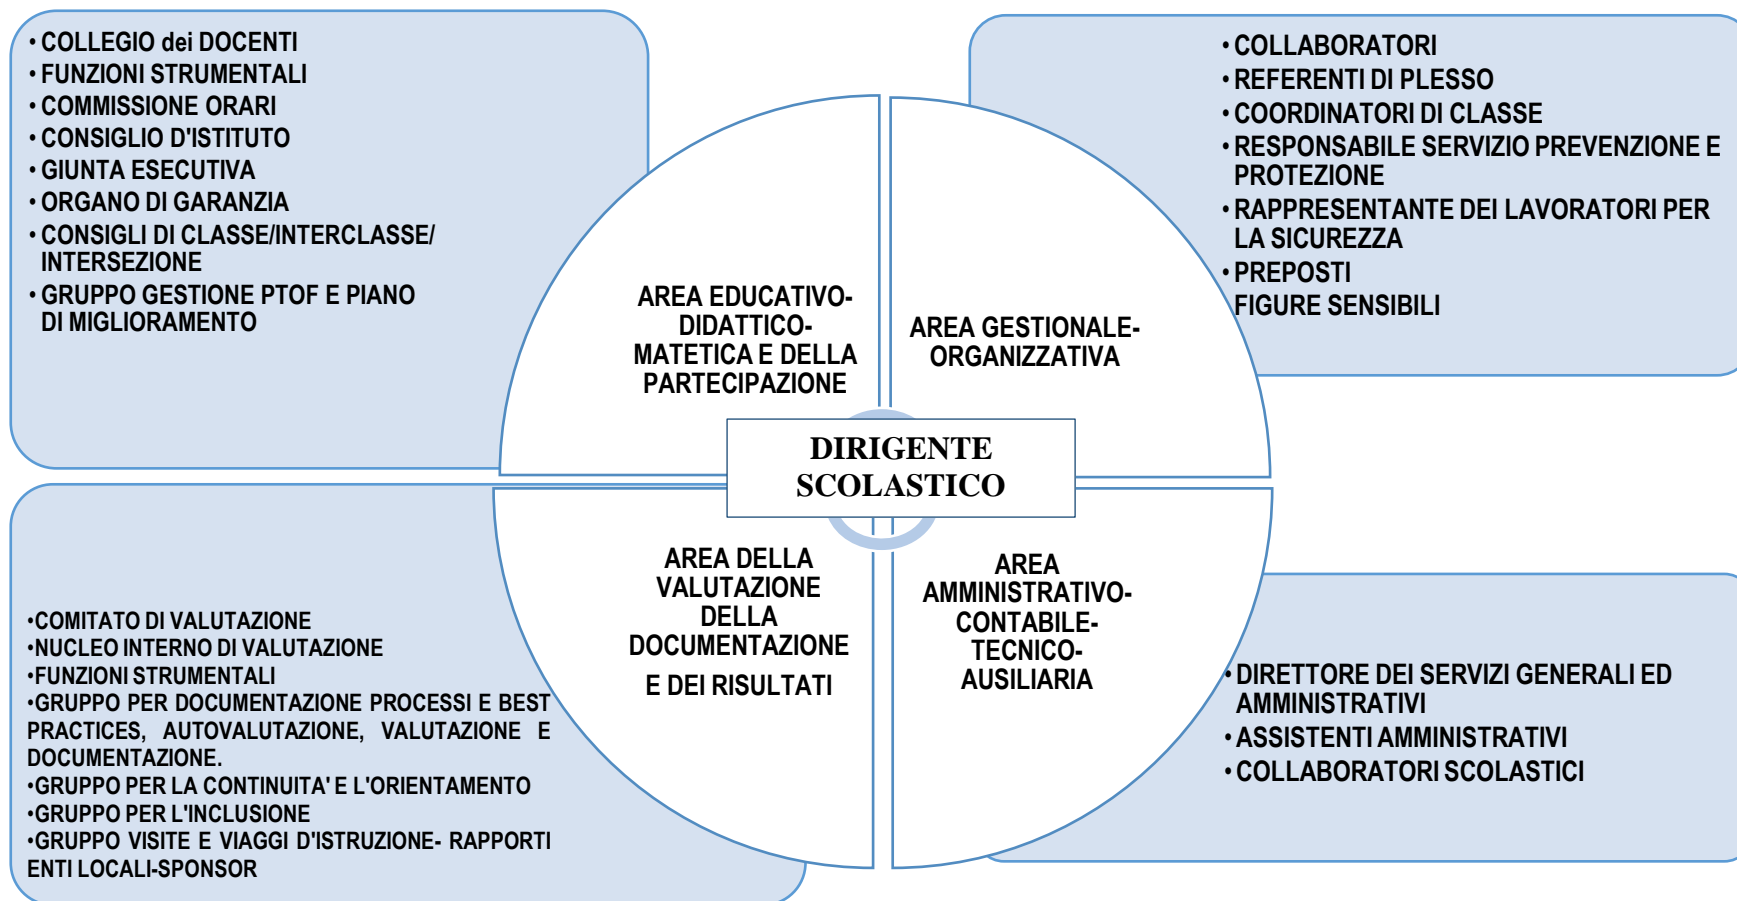 • COLLEGIO dei DOCENTI
• FUNZIONI STRUMENTALI
• COMMISSIONE ORARI
• CONSIGLIO D'ISTITUTO
• GIUNTA ESECUTIVA
• ORGANO DI GARANZIA
• CONSIGLI DI CLASSE/INTERCLASSE/
INTERSEZIONE
• GRUPPO GESTIONE PTOF E PIANO
DI MIGLIORAMENTO
• COLLABORATORI
• REFERENTI DI PLESSO
• COORDINATORI DI CLASSE
• RESPONSABILE SERVIZIO PREVENZIONE E
PROTEZIONE
• RAPPRESENTANTE DEI LAVORATORI PER
LA SICUREZZA
• PREPOSTI
FIGURE SENSIBILI
AREA EDUCATIVO-
DIDATTICO-
MATETICA E DELLA
PARTECIPAZIONE
AREA GESTIONALE-
ORGANIZZATIVA
DIRIGENTE
SCOLASTICO
AREA DELLA
VALUTAZIONE
DELLA
DOCUMENTAZIONE
E DEI RISULTATI
AREA
AMMINISTRATIVO-
CONTABILE-
TECNICO-
AUSILIARIA
•COMITATO DI VALUTAZIONE
•NUCLEO INTERNO DI VALUTAZIONE
•FUNZIONI STRUMENTALI
•GRUPPO PER DOCUMENTAZIONE PROCESSI E BEST
PRACTICES, AUTOVALUTAZIONE, VALUTAZIONE E
DOCUMENTAZIONE.
•GRUPPO PER LA CONTINUITA' E L'ORIENTAMENTO
•GRUPPO PER L'INCLUSIONE
•GRUPPO VISITE E VIAGGI D'ISTRUZIONE- RAPPORTI
ENTI LOCALI-SPONSOR
• DIRETTORE DEI SERVIZI GENERALI ED
AMMINISTRATIVI
• ASSISTENTI AMMINISTRATIVI
• COLLABORATORI SCOLASTICI